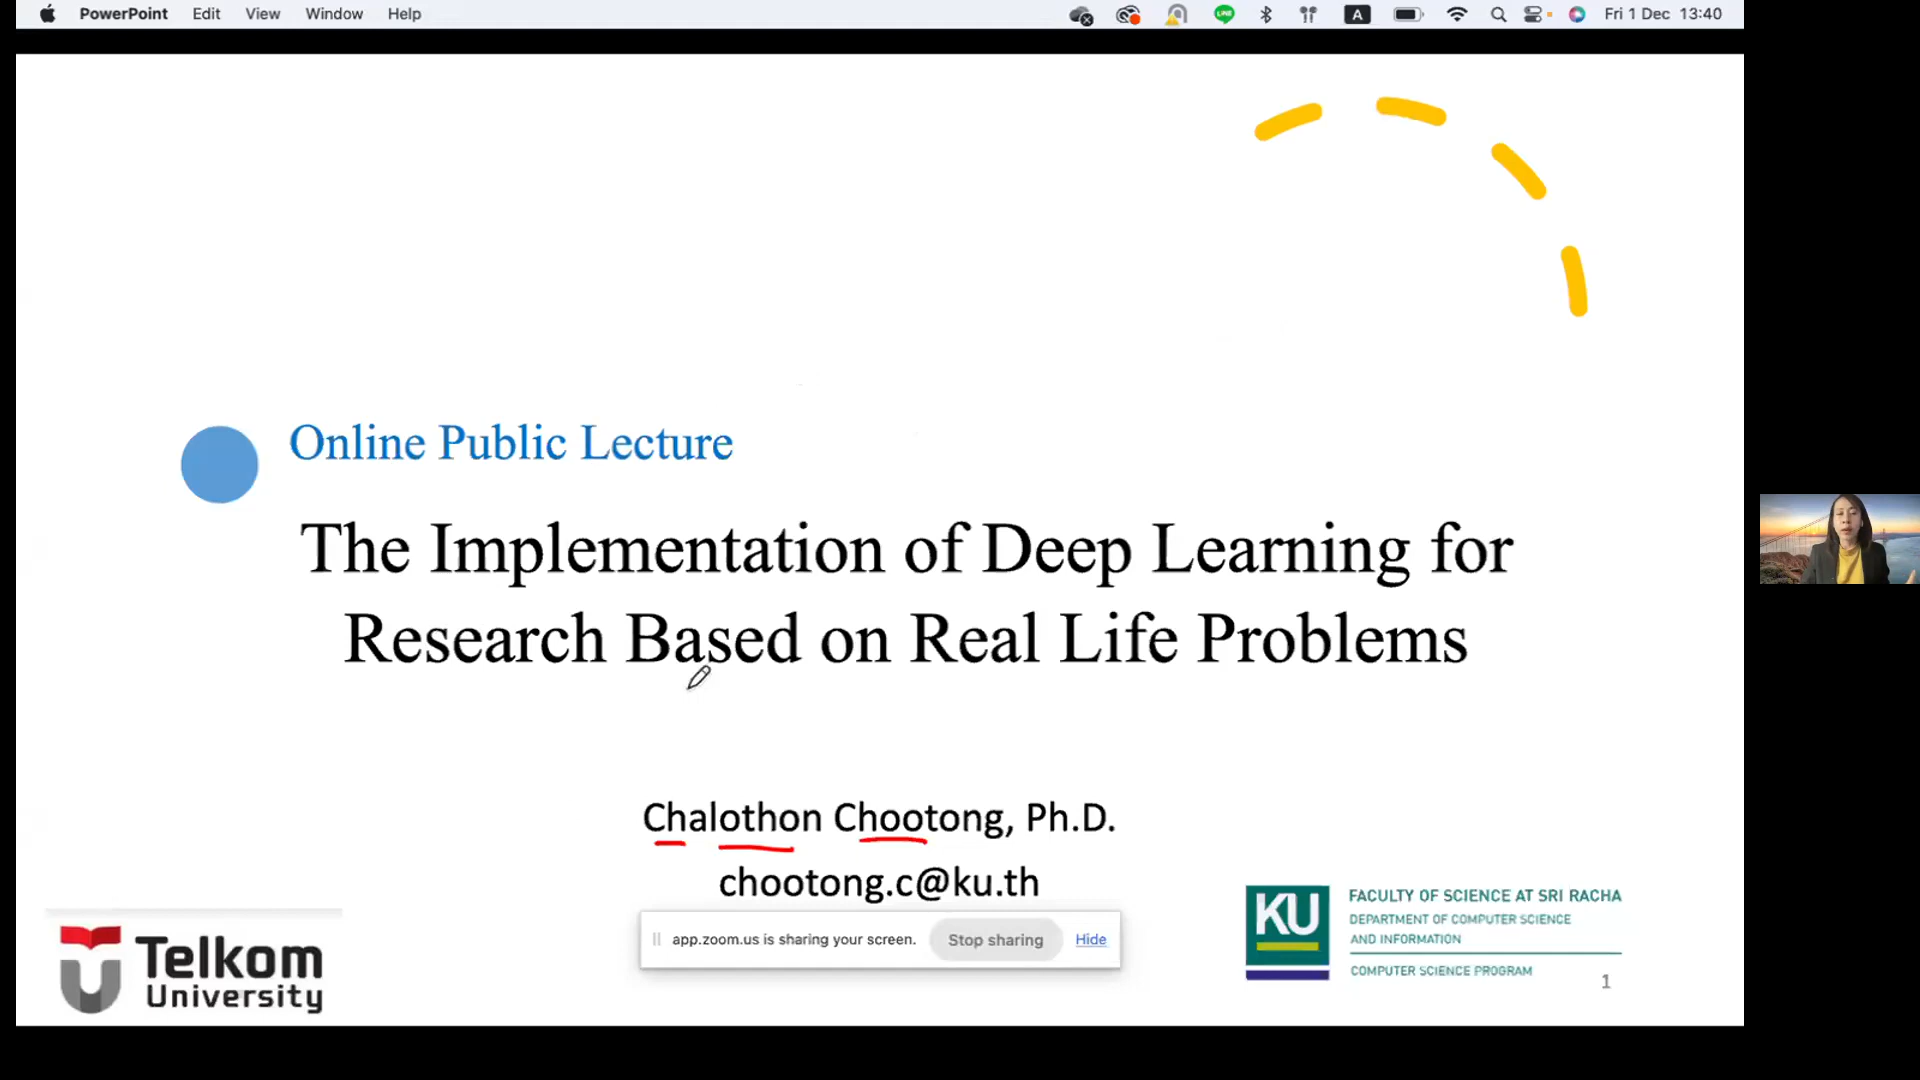 PowerPoint Edit View Window Help
A Fri 1 Dec 13:40
Online Public Lecture
The Implementation of Deep Learning for
Research Based on Real Life Problems
Chalothon Chootong, Ph.D.
chootong.c@ku.th
app.zoom.us is sharing your screen. Stop sharing Hide
Telkom
University
KU
FACULTY OF SCIENCE AT SRI RACHA
DEPARTMENT OF COMPUTER SCIENCE
AND INFORMATION
COMPUTER SCIENCE PROGRAM
1